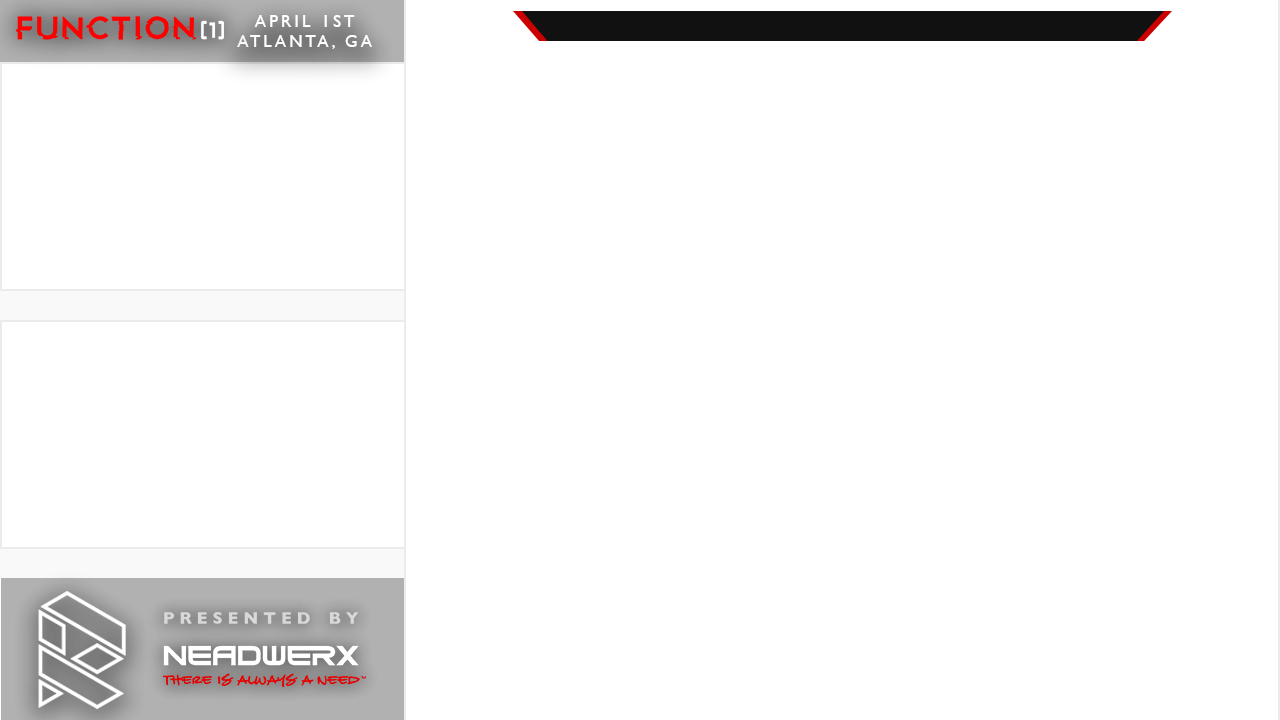 FUNCTION[1]
APRIL 1ST
ATLANTA, GA
PRESENTED BY
NEADWERX
THERE IS ALWAYS A NEED™